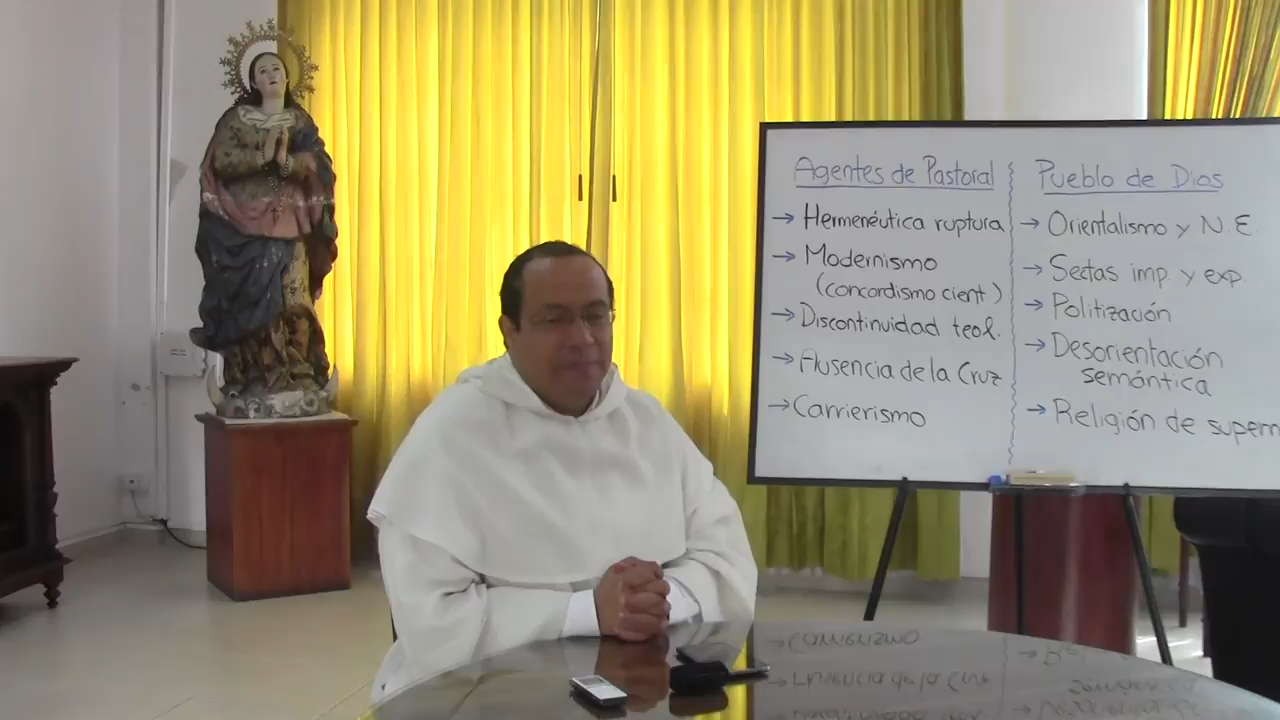 Agentes de Pastoral
→ Hermenéutica ruptura
→ Modernismo
(concordismo cient)
→ Discontinuidad teol.
→ Ausencia de la Cruz
→ Carrierismo
Pueblo de Dios
→ Orientalismo y N.E.
→ Sectas imp. y exp.
→ Politización
→ Desorientación
semántica
→ Religión de